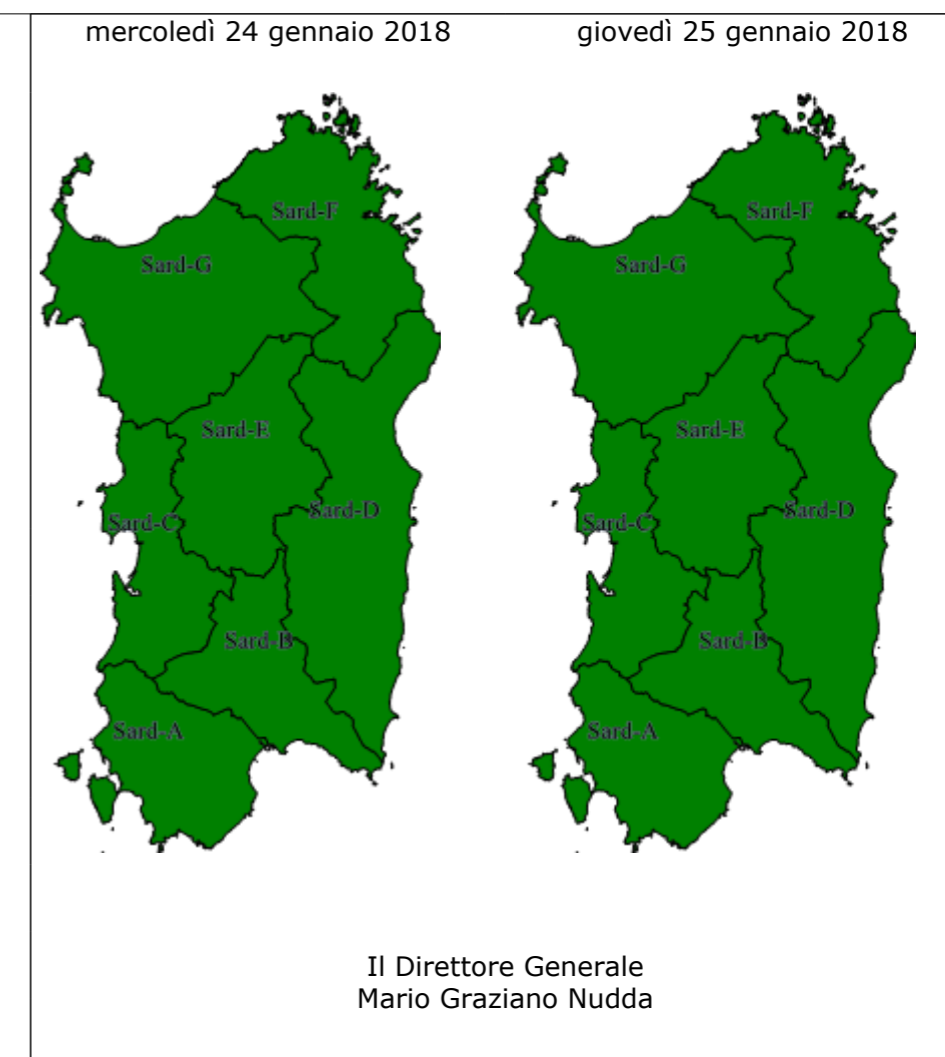 mercoledì 24 gennaio 2018
giovedì 25 gennaio 2018
Sard-F
Sard-G
Sard-E
Sard-D
Sard-C
Sard-B
Sard-A
Sard-F
Sard-G
Sard-E
Sard-D
Sard-C
Sard-B
Sard-A
Il Direttore Generale
Mario Graziano Nudda